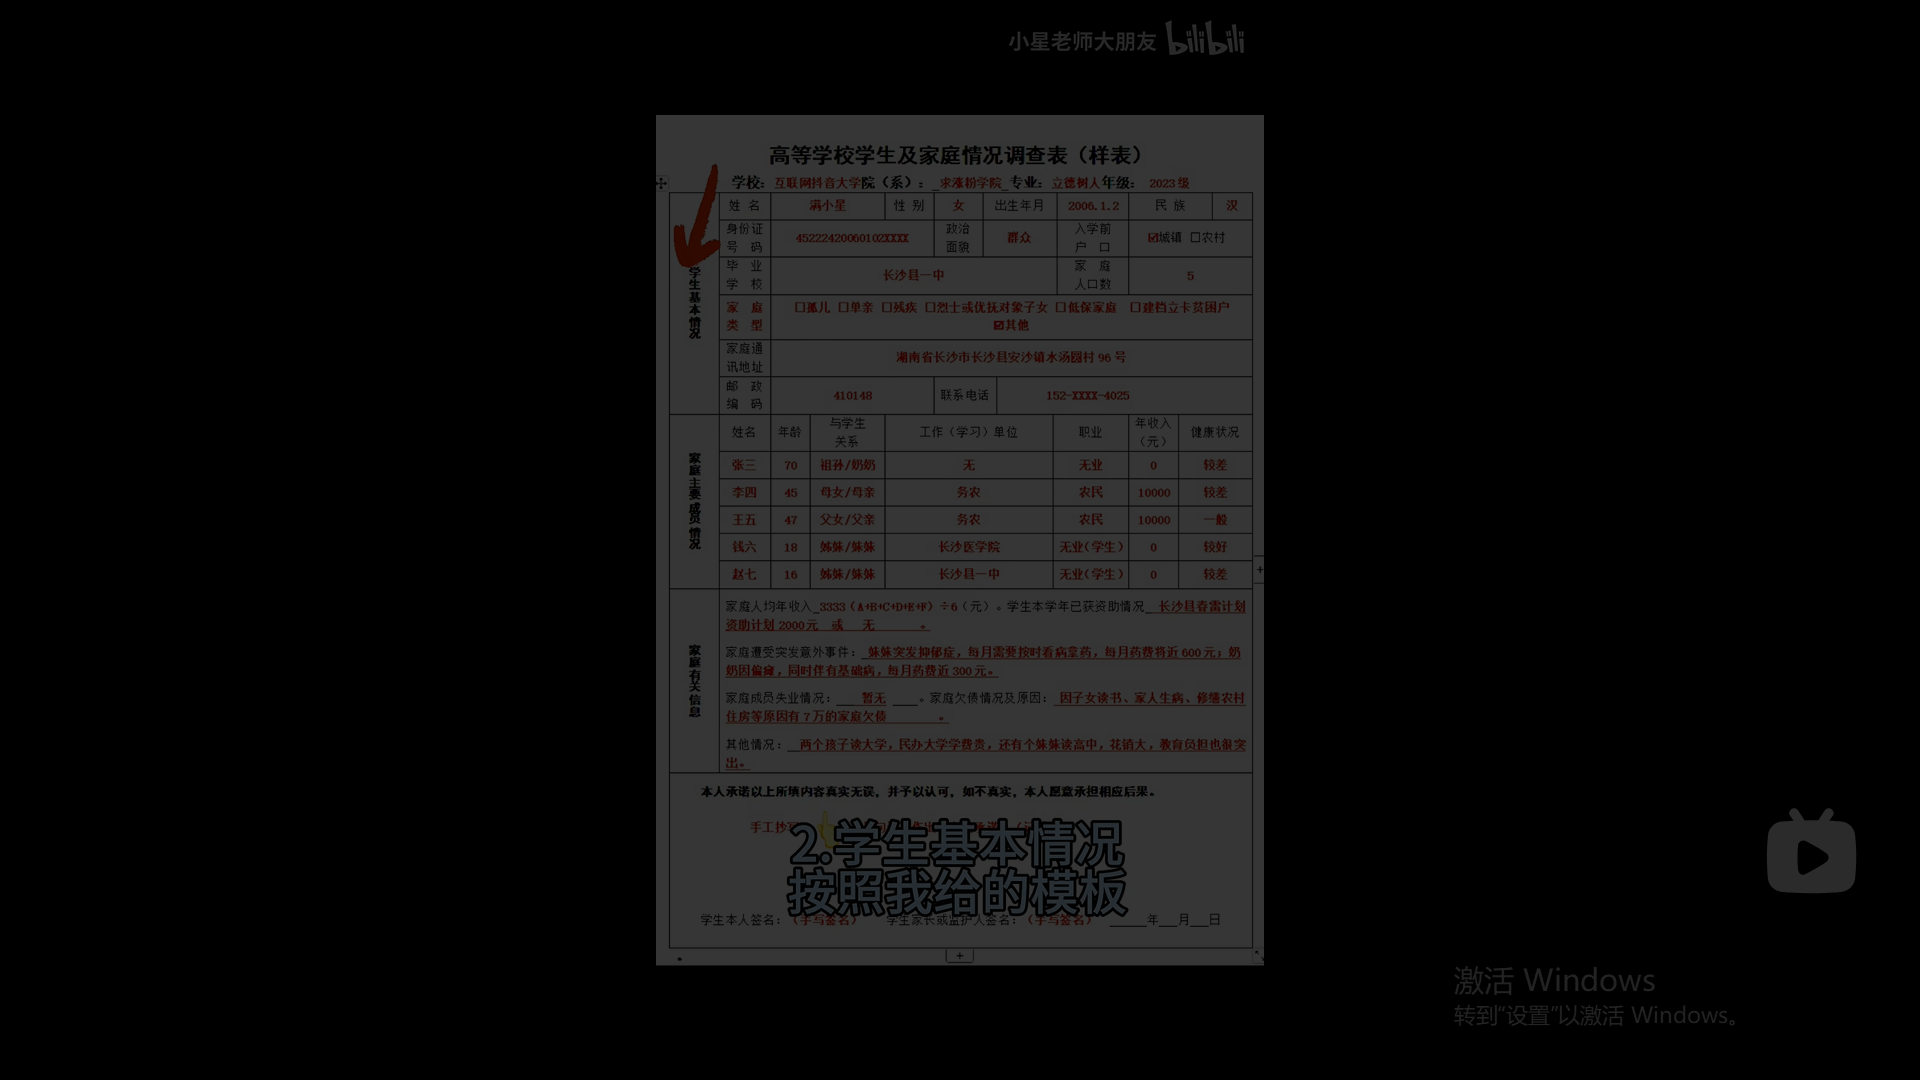 小星老师大朋友 bilibili
高等学校学生及家庭情况调查表（样表）
学校：互联网抖音大学院（系）：_求涨粉学院_专业：立德树人年级：2023级
姓 名 满小星 性 别 女 出生年月 2006.1.2 民 族 汉
身份证号 码 45222420060102XXXX 政治面貌 群众 入学前户 口 ☑城镇 □农村
毕 业学 校 长沙县一中 家 庭人口数 5
家 庭类 型 □孤儿 □单亲 □残疾 □烈士或优抚对象子女 □低保家庭 □建档立卡贫困户
☑其他
家庭通讯地址 湖南省长沙市长沙县安沙镇水汤圆村96号
邮 政编 码 410148 联系电话 152-XXXX-4025
学生基本情况
姓名 年龄 与学生关系 工作（学习）单位 职业 年收入（元） 健康状况
张三 70 祖孙/奶奶 无 无业 0 较差
李四 45 母女/母亲 务农 农民 10000 较差
王五 47 父女/父亲 务农 农民 10000 一般
钱六 18 姊妹/妹妹 长沙医学院 无业（学生） 0 较好
赵七 16 姊妹/妹妹 长沙县一中 无业（学生） 0 较差
家庭主要成员情况
家庭人均年收入_3333（A+B+C+D+E+F）÷6（元）。学生本学年已获资助情况_长沙县春雷计划
资助计划2000元 或 无 。
家庭遭受突发意外事件：_妹妹突发抑郁症，每月需要按时看病拿药，每月药费将近600元；奶
奶因偏瘫，同时伴有基础病，每月药费近300元。
家庭成员失业情况：___暂无____。家庭欠债情况及原因：_因子女读书、家人生病、修缮农村
住房等原因有7万的家庭欠债 。
其他情况：__两个孩子读大学，民办大学学费贵，还有个妹妹读高中，花销大，教育负担也很突
出。
家庭有关信息
本人承诺以上所填内容真实无误，并予以认可，如不真实，本人愿意承担相应后果。
手工抄写
2.学生基本情况
按照我给的模板
学生本人签名：（手写签名） 学生家长或监护人签名：（手写签名） ______年___月___日
激活 Windows
转到“设置”以激活 Windows。